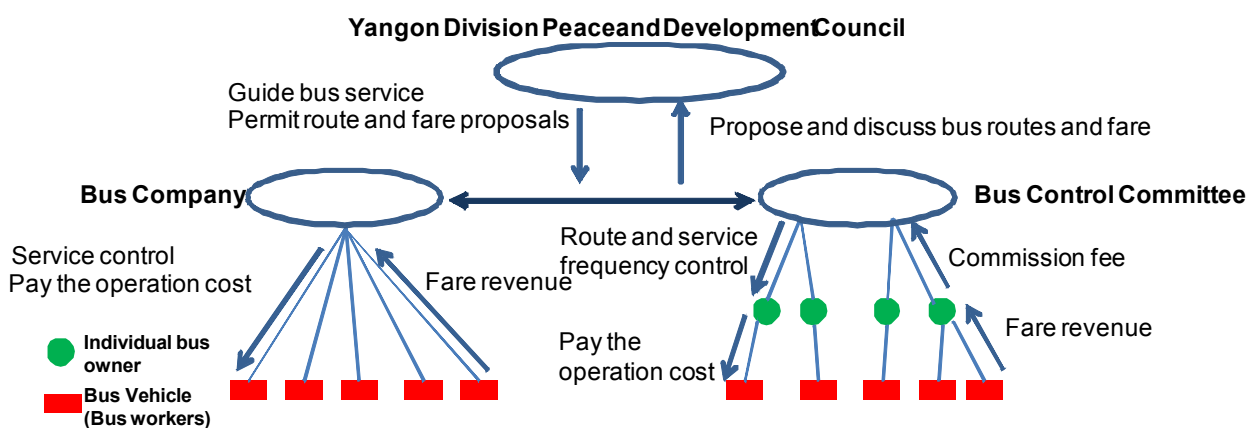 Yangon Division Peaceand DevelopmentCouncil
Guide bus service
Permit route and fare proposals
Propose and discuss bus routes and fare
Bus Company
Bus Control Committee
Service control
Pay the operation cost
Fare revenue
Route and service
frequency control
Commission fee
Pay the
operation cost
Fare revenue
Individual bus
owner
Bus Vehicle
(Bus workers)